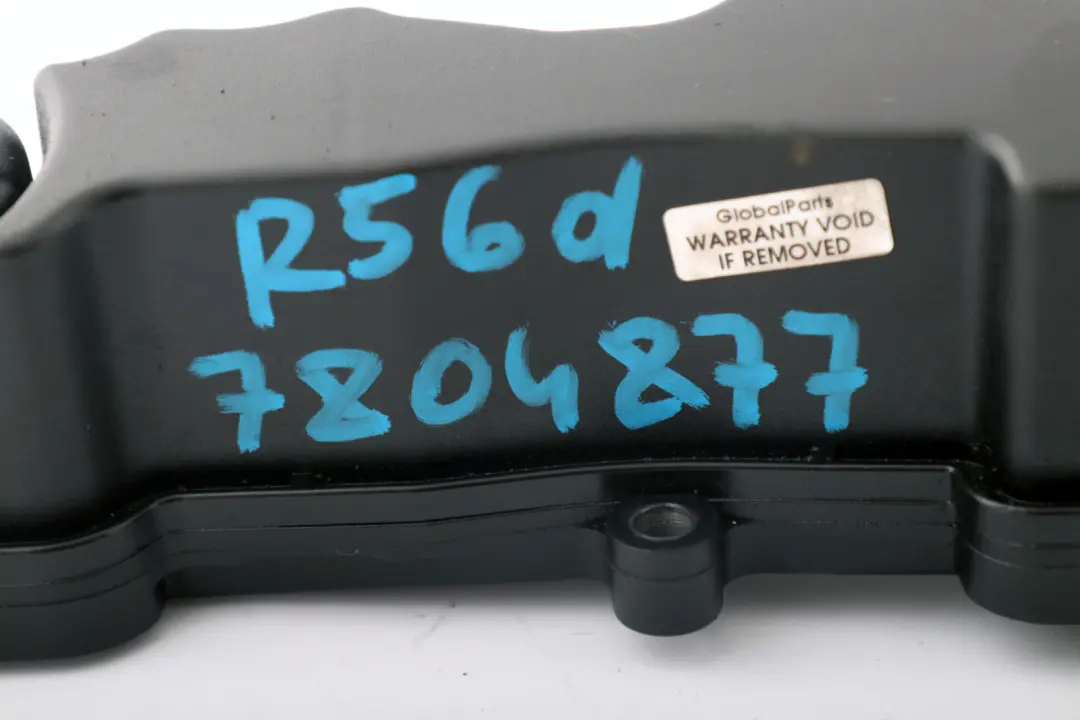 R56d
GlobalParts
WARRANTY VOID
IF REMOVED
7804877